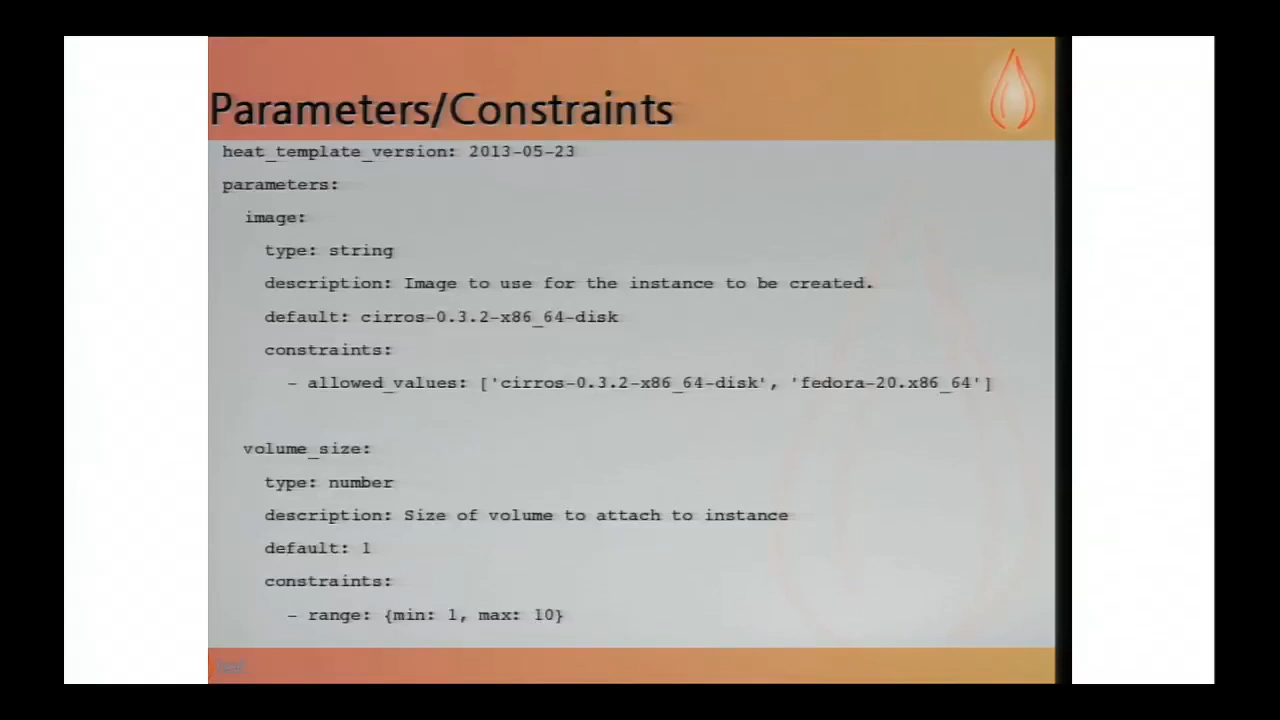 Parameters/Constraints
heat_template_version: 2013-05-23
parameters:
image:
type: string
description: Image to use for the instance to be created.
default: cirros-0.3.2-x86_64-disk
constraints:
- allowed_values: ['cirros-0.3.2-x86_64-disk', 'fedora-20.x86_64']
volume_size:
type: number
description: Size of volume to attach to instance
default: 1
constraints:
- range: {min: 1, max: 10}